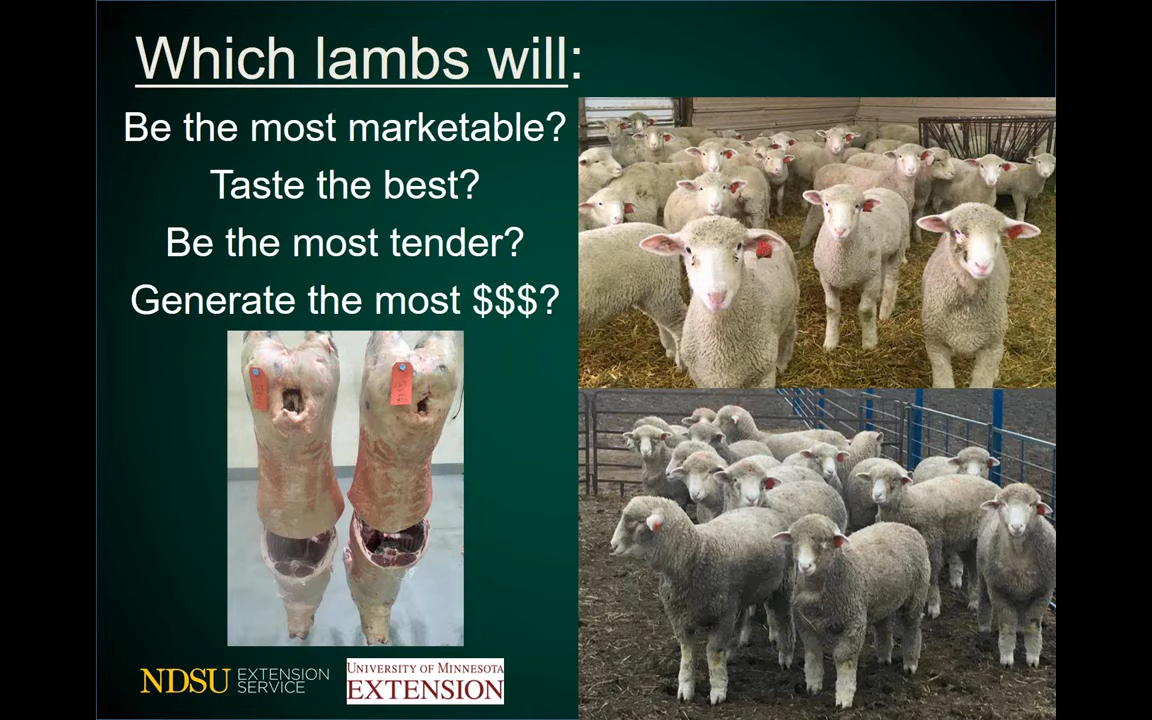 Which lambs will:
Be the most marketable?
Taste the best?
Be the most tender?
Generate the most $$$?
NDSU EXTENSION SERVICE
UNIVERSITY OF MINNESOTA
EXTENSION